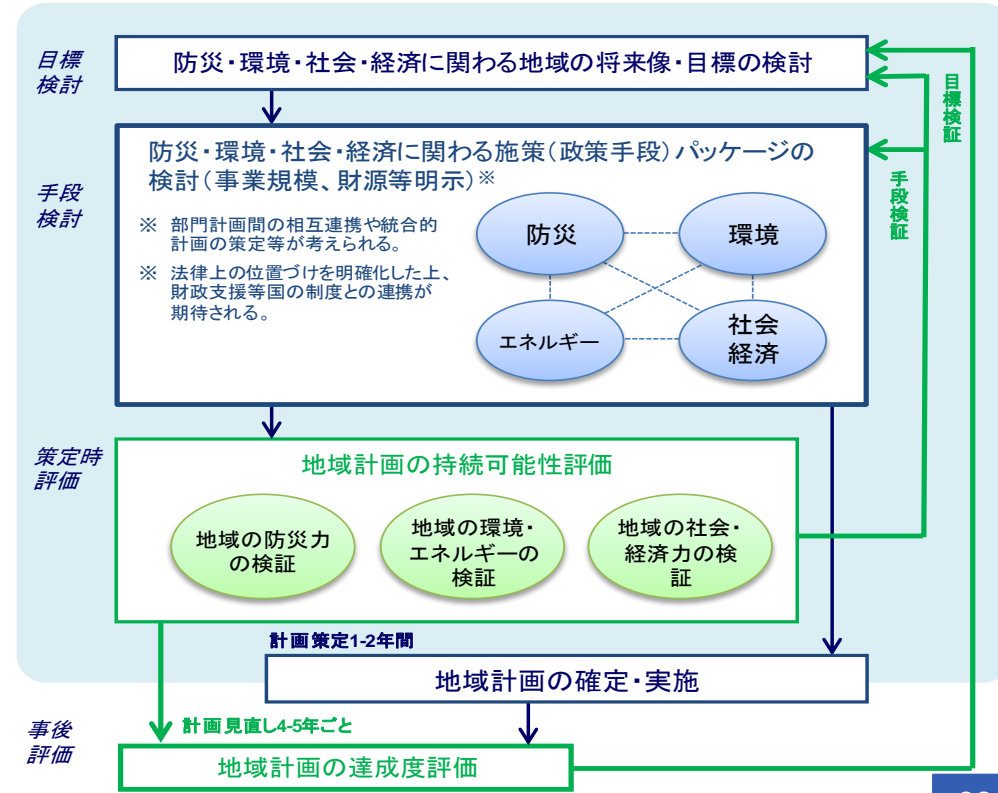 目標
検討
防災・環境・社会・経済に関わる地域の将来像・目標の検討
目標検証
手段
検討
防災・環境・社会・経済に関わる施策(政策手段)パッケージの
検討(事業規模、財源等明示)※
手段検証
※ 部門計画間の相互連携や統合的
計画の策定等が考えられる。
※ 法律上の位置づけを明確化した上、
財政支援等国の制度との連携が
期待される。
防災
環境
エネルギー
社会
経済
策定時
評価
地域計画の持続可能性評価
地域の防災力
の検証
地域の環境・
エネルギーの
検証
地域の社会・
経済力の検
証
計画策定1-2年間
地域計画の確定・実施
事後
評価
計画見直し4-5年ごと
地域計画の達成度評価